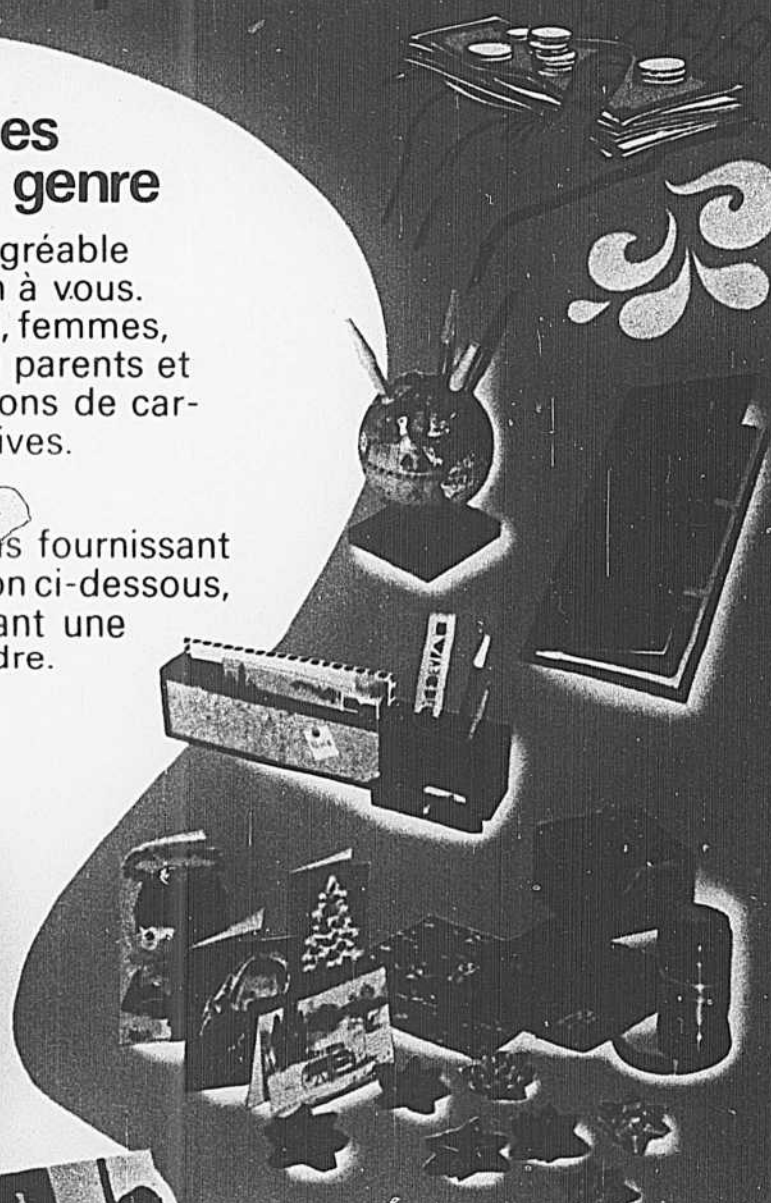 es
genre
gréable
n à vous.
, femmes,
parents et
ons de car-
ives.
s fournissant
on ci-dessous,
ant une
dre.